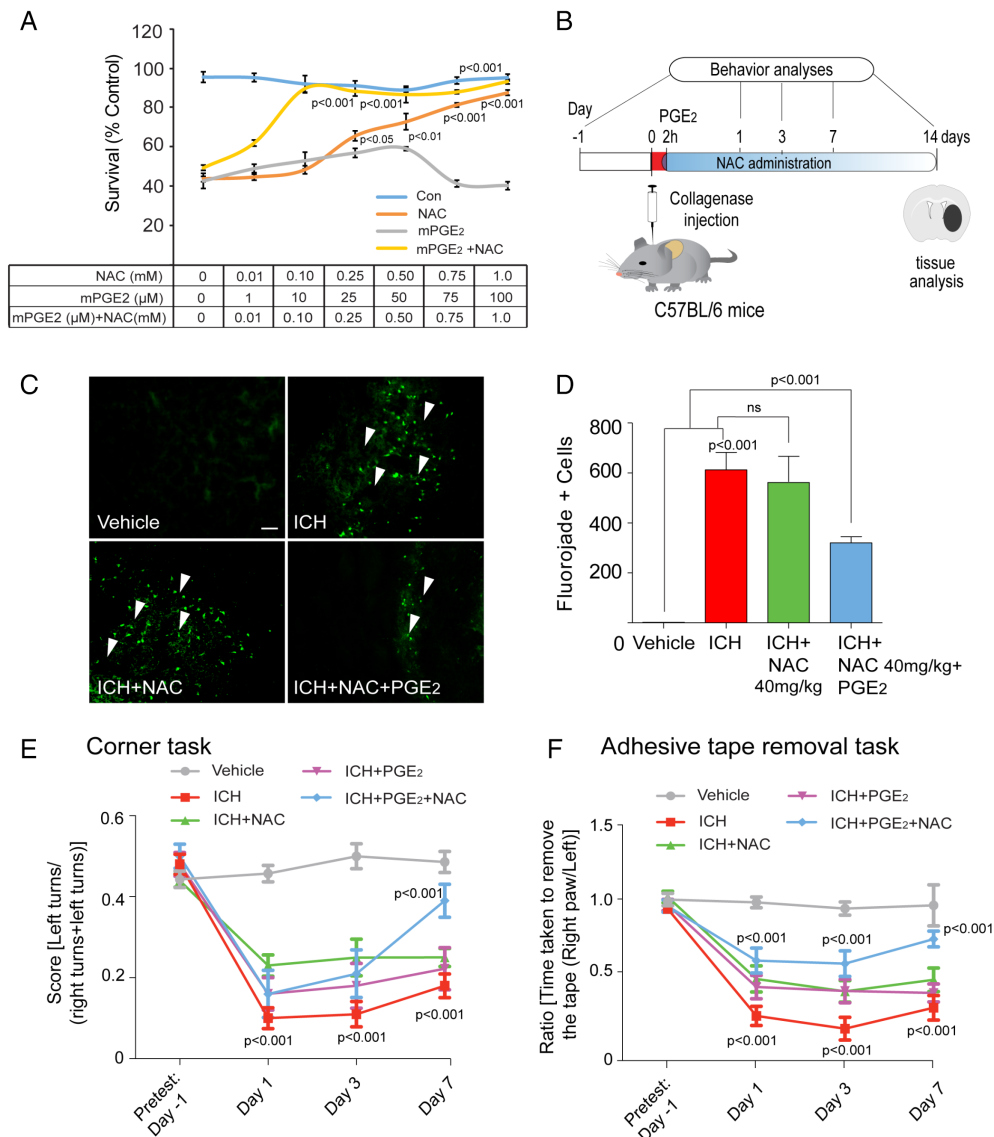 A
Survival (% Control)
120
100
80
60
40
20
p<0.001
p<0.001
p<0.001
p<0.001
p<0.001
p<0.05
p<0.01
Con
NAC
mPGE2
mPGE2 +NAC
NAC (mM) 0 0.01 0.10 0.25 0.50 0.75 1.0
mPGE2 (µM) 0 1 10 25 50 75 100
mPGE2 (µM)+NAC(mM) 0 0.01 0.10 0.25 0.50 0.75 1.0
B
Behavior analyses
Day
PGE2
-1 0 2h 1 3 7 14 days
NAC administration
Collagenase
injection
C57BL/6 mice
tissue
analysis
C
Vehicle
ICH
ICH+NAC
ICH+NAC+PGE2
D
Fluorojade + Cells
p<0.001
ns
p<0.001
800
600
400
200
0
Vehicle
ICH
ICH+
NAC
40mg/kg
ICH+
NAC 40mg/kg+
PGE2
E Corner task
Vehicle
ICH
ICH+NAC
ICH+PGE2
ICH+PGE2+NAC
Score [Left turns/
(right turns+left turns)]
0.6
0.4
0.2
0
p<0.001
p<0.001
p<0.001
p<0.001
Pretest:
Day -1
Day 1
Day 3
Day 7
F Adhesive tape removal task
Vehicle
ICH
ICH+NAC
ICH+PGE2
ICH+PGE2+NAC
Ratio [Time taken to remove
the tape (Right paw/Left)]
1.5
1.0
0.5
0
p<0.001
p<0.001
p<0.001
p<0.001
p<0.001
p<0.001
Pretest:
Day -1
Day 1
Day 3
Day 7